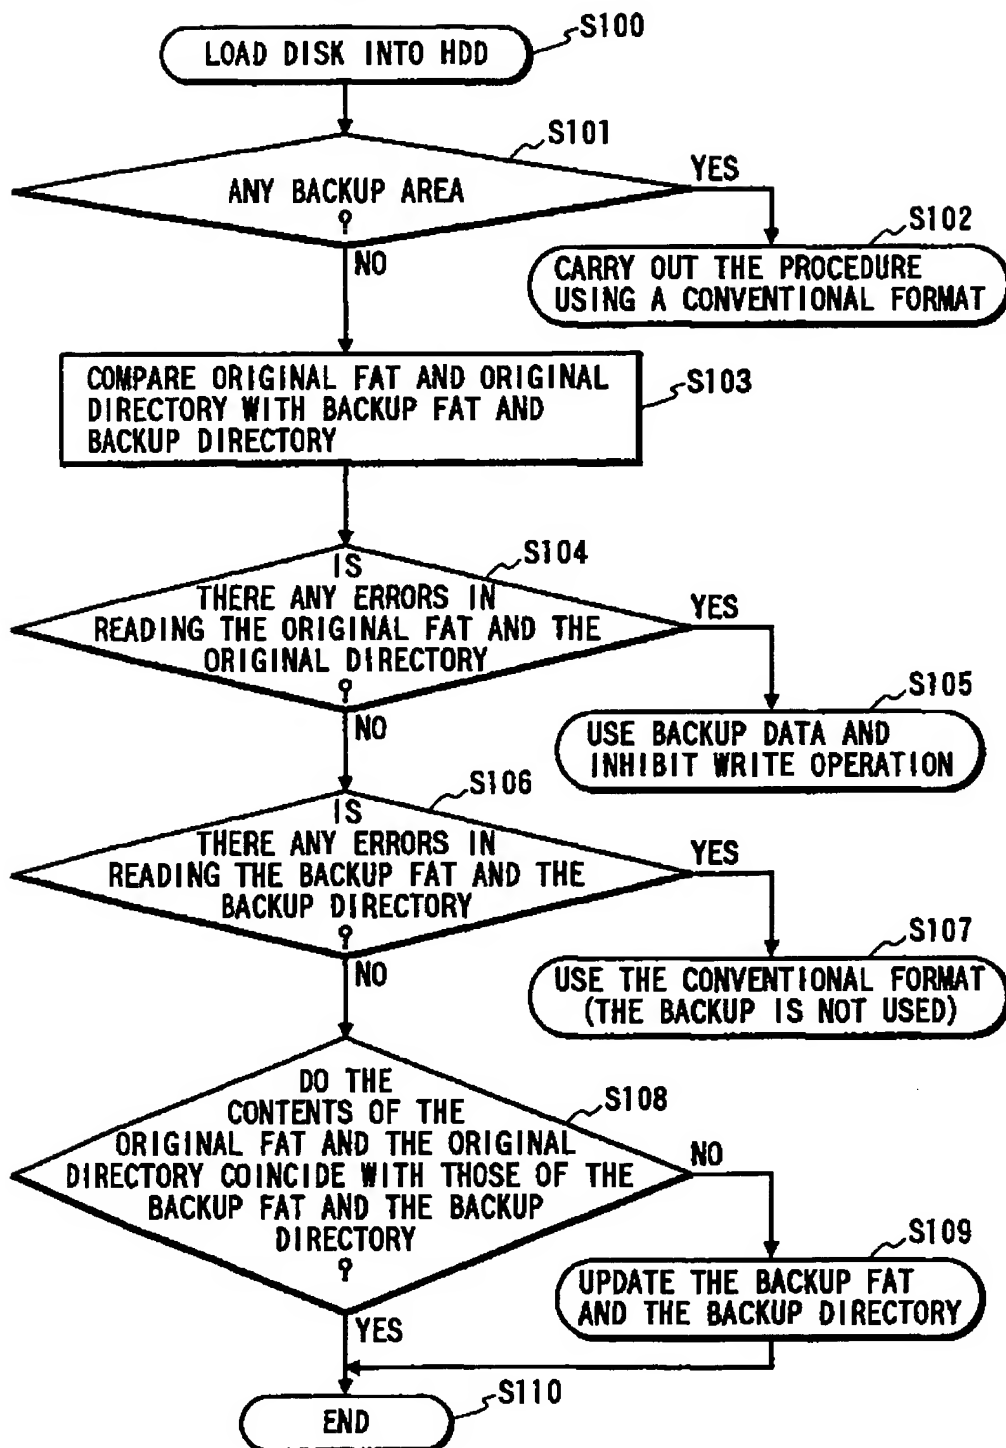 LOAD DISK INTO HDD
S100
S101
ANY BACKUP AREA
?
YES
NO
S102
CARRY OUT THE PROCEDURE
USING A CONVENTIONAL FORMAT
COMPARE ORIGINAL FAT AND ORIGINAL
DIRECTORY WITH BACKUP FAT AND
BACKUP DIRECTORY
S103
S104
IS
THERE ANY ERRORS IN
READING THE ORIGINAL FAT AND THE
ORIGINAL DIRECTORY
?
YES
NO
S105
USE BACKUP DATA AND
INHIBIT WRITE OPERATION
S106
IS
THERE ANY ERRORS IN
READING THE BACKUP FAT AND THE
BACKUP DIRECTORY
?
YES
NO
S107
USE THE CONVENTIONAL FORMAT
(THE BACKUP IS NOT USED)
S108
DO THE
CONTENTS OF THE
ORIGINAL FAT AND THE ORIGINAL
DIRECTORY COINCIDE WITH THOSE OF THE
BACKUP FAT AND THE BACKUP
DIRECTORY
?
NO
YES
S109
UPDATE THE BACKUP FAT
AND THE BACKUP DIRECTORY
S110
END